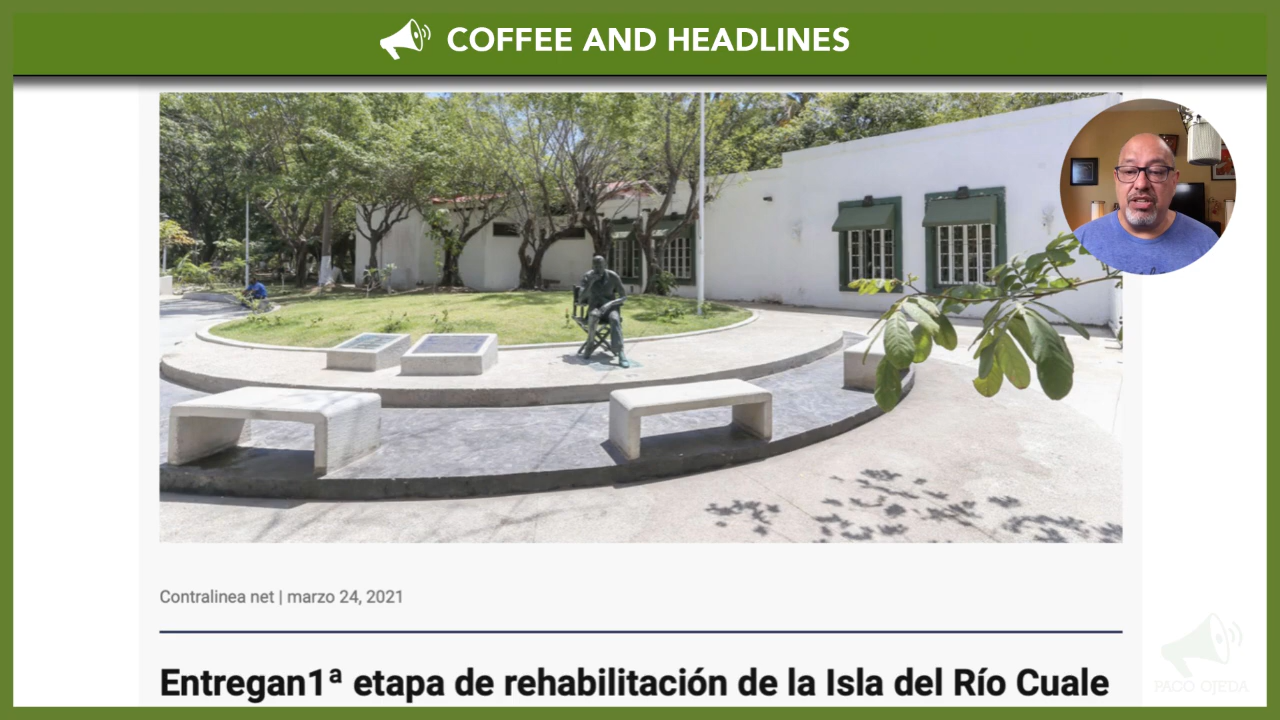 COFFEE AND HEADLINES
Contralinea net | marzo 24, 2021
Entregan1ª etapa de rehabilitación de la Isla del Río Cuale
PACO OJEDA